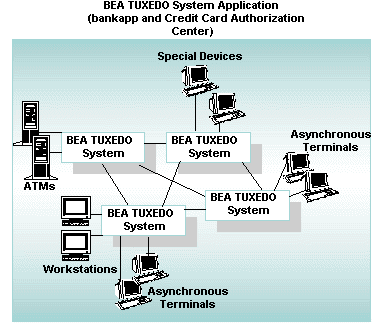 BEA TUXEDO System Application
(bankapp and Credit Card Authorization
Center)
Special Devices
Asynchronous
Terminals
BEA TUXEDO
System
BEA TUXEDO
System
ATMs
BEA TUXEDO
System
BEA TUXEDO
System
Workstations
Asynchronous
Terminals